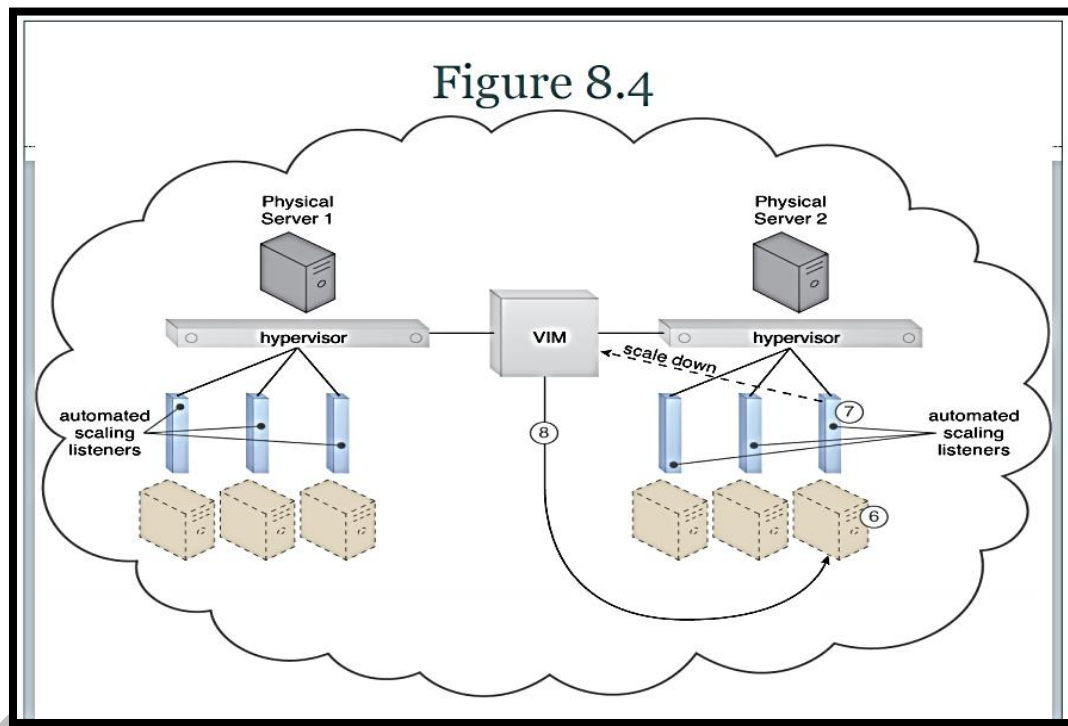 Figure 8.4
Physical
Server 1
Physical
Server 2
hypervisor
VIM
hypervisor
scale down
automated
scaling
listeners
7
automated
scaling
listeners
8
6